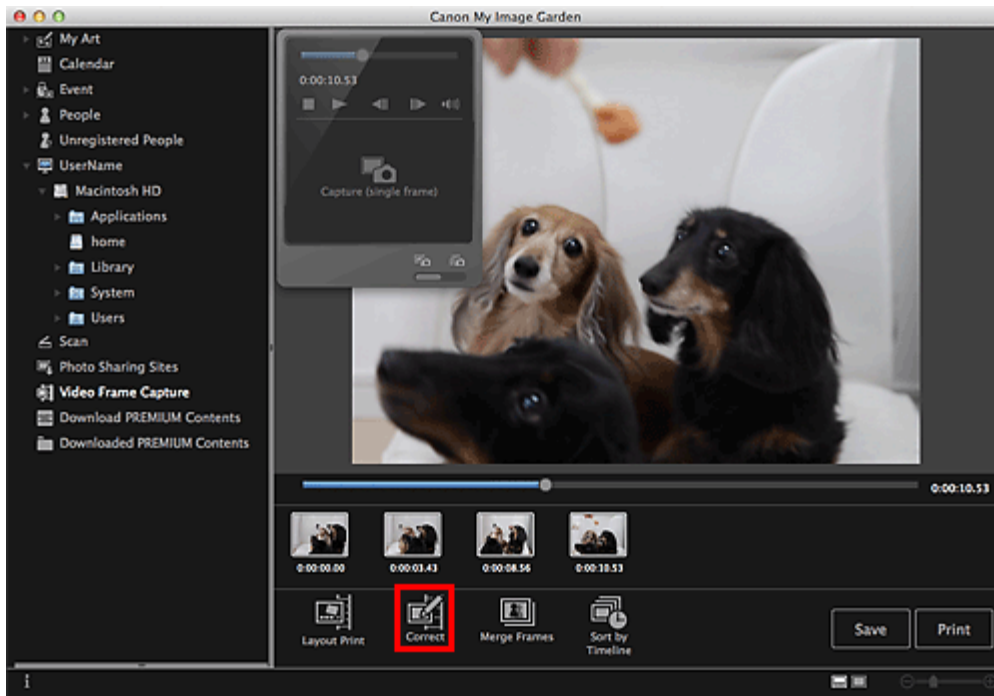 Canon My Image Garden
My Art
Calendar
Event
People
Unregistered People
UserName
Macintosh HD
Applications
home
Library
System
Users
Scan
Photo Sharing Sites
Video Frame Capture
Download PREMIUM Contents
Downloaded PREMIUM Contents
0:00:10.53
Capture (single frame)
0:00:10.53
0:00:00.00
0:00:03.43
0:00:08.56
0:00:10.53
Layout Print
Correct
Merge Frames
Sort by
Timeline
Save
Print